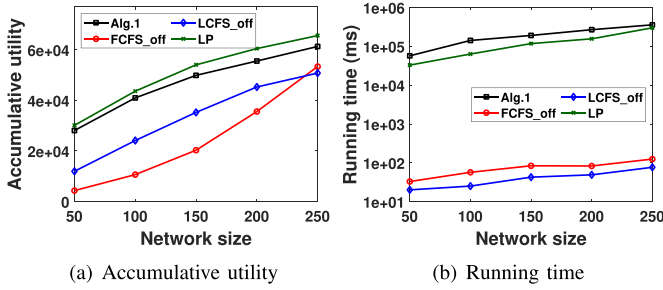 Accumulative utility
6e+04
4e+04
2e+04
0
Alg.1
FCFS_off
LCFS_off
LP
50 100 150 200 250
Network size
(a) Accumulative utility
Running time (ms)
1e+06
1e+05
1e+04
1e+03
1e+02
1e+01
Alg.1
FCFS_off
LCFS_off
LP
50 100 150 200 250
Network size
(b) Running time